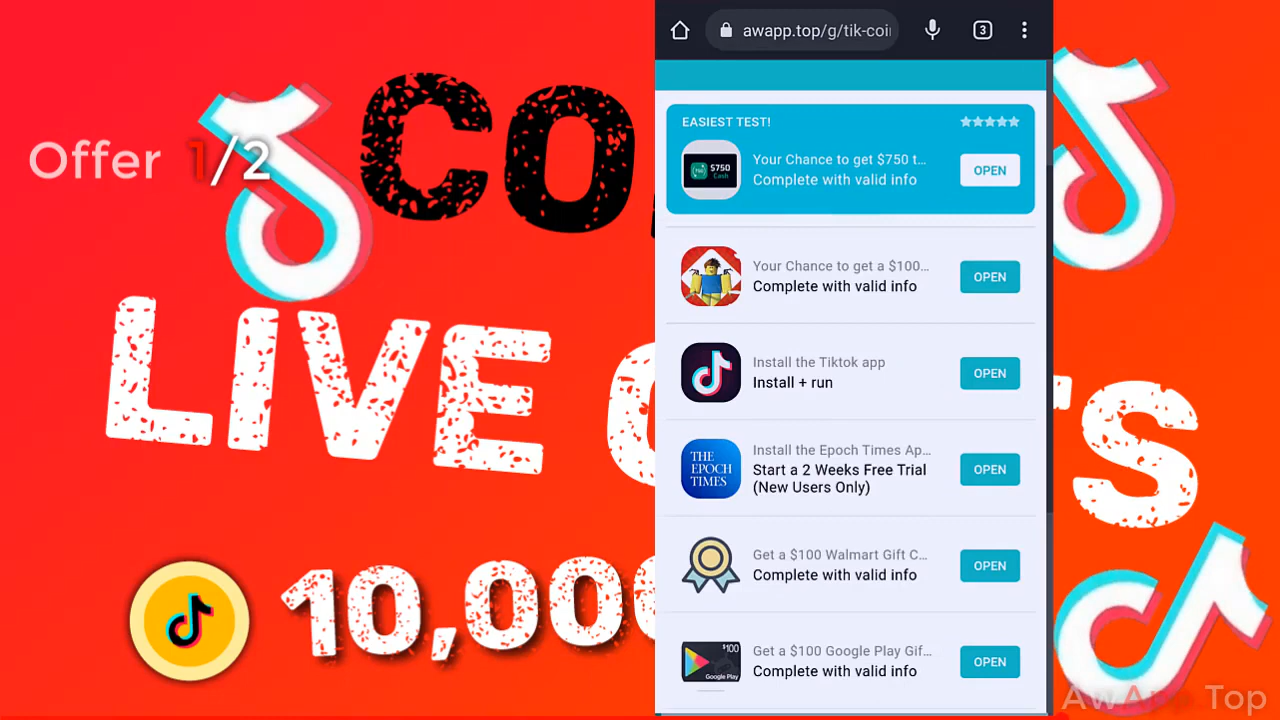 Offer 1/2
CO
LIVE
TS
10,000
awapp.top/g/tik-coi
3
EASIEST TEST!
Your Chance to get $750 t...
Complete with valid info
OPEN
$750
Cash
Your Chance to get a $100...
Complete with valid info
OPEN
Install the Tiktok app
Install + run
OPEN
THE
EPOCH
TIMES
Install the Epoch Times Ap...
Start a 2 Weeks Free Trial
(New Users Only)
OPEN
Get a $100 Walmart Gift C...
Complete with valid info
OPEN
$100
Google Play
Get a $100 Google Play Gif...
Complete with valid info
OPEN
AwApp.Top